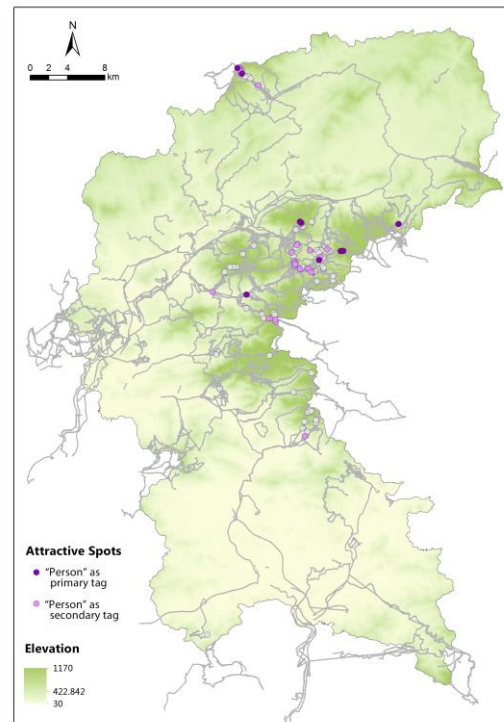 N
0 2 4 8
km
Attractive Spots
“Person” as
primary tag
“Person” as
secondary tag
Elevation
1170
422.842
30